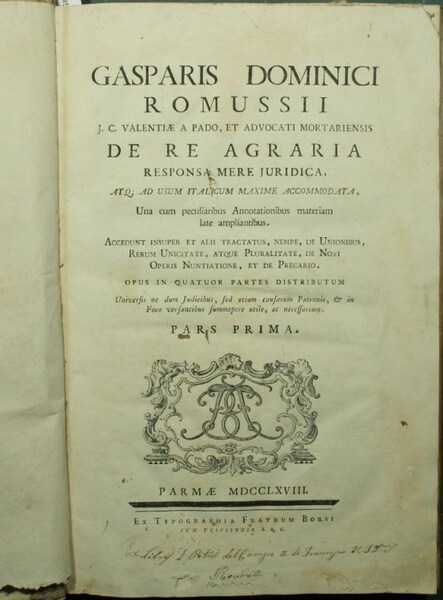 GASPARIS DOMINICI
ROMUSSII
J. C. VALENTIÆ A PADO, ET ADVOCATI MORTARIENSIS
DE RE AGRARIA
RESPONSA MERE JURIDICA,
ATQ; AD USUM ITALICUM MAXIME ACCOMMODATA,
Una cum peculiaribus Annotationibus materiam
late ampliantibus.
ACCEDUNT INSUPER ET ALII TRACTATUS, NEMPE, DE UNIONIBUS,
RERUM UNICITATE, ATQUE PLURALITATE, DE NOVI
OPERIS NUNTIATIONE, ET DE PRECARIO.
OPUS IN QUATUOR PARTES DISTRIBUTUM
Universis ne dum Judicibus, sed etiam causarum Patronis, & in
Foro versantibus summopere utile, ac necessarium.
PARS PRIMA.
PARMÆ MDCCLXVIII.
EX TYPOGRAPHIA FRATRUM BORSI